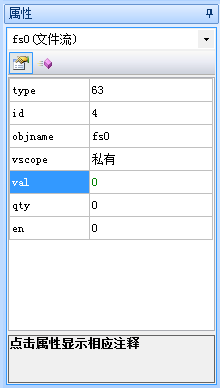 属性
fs0(文件流)
type 63
id 4
objname fs0
vscope 私有
val 0
qty 0
en 0
点击属性显示相应注释